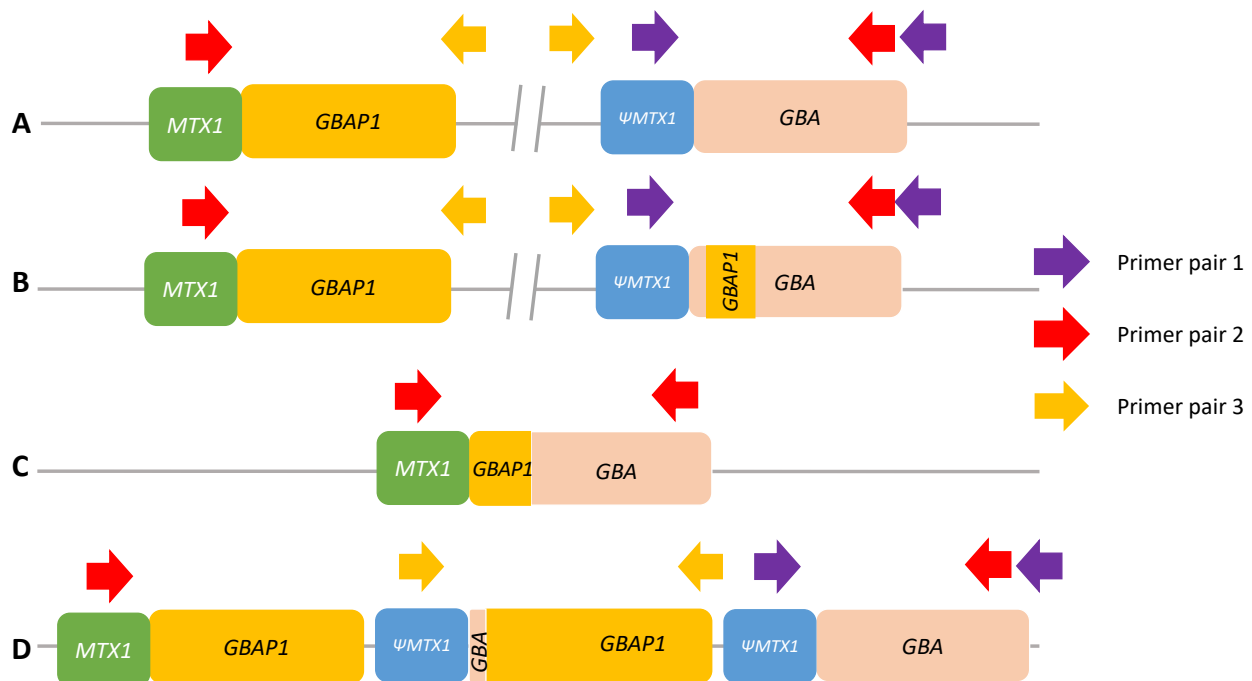 A
MTX1
GBAP1
ΨMTX1
GBA
B
MTX1
GBAP1
ΨMTX1
GBAP1
GBA
Primer pair 1
Primer pair 2
Primer pair 3
C
MTX1
GBAP1
GBA
D
MTX1
GBAP1
ΨMTX1
GBA
GBAP1
ΨMTX1
GBA